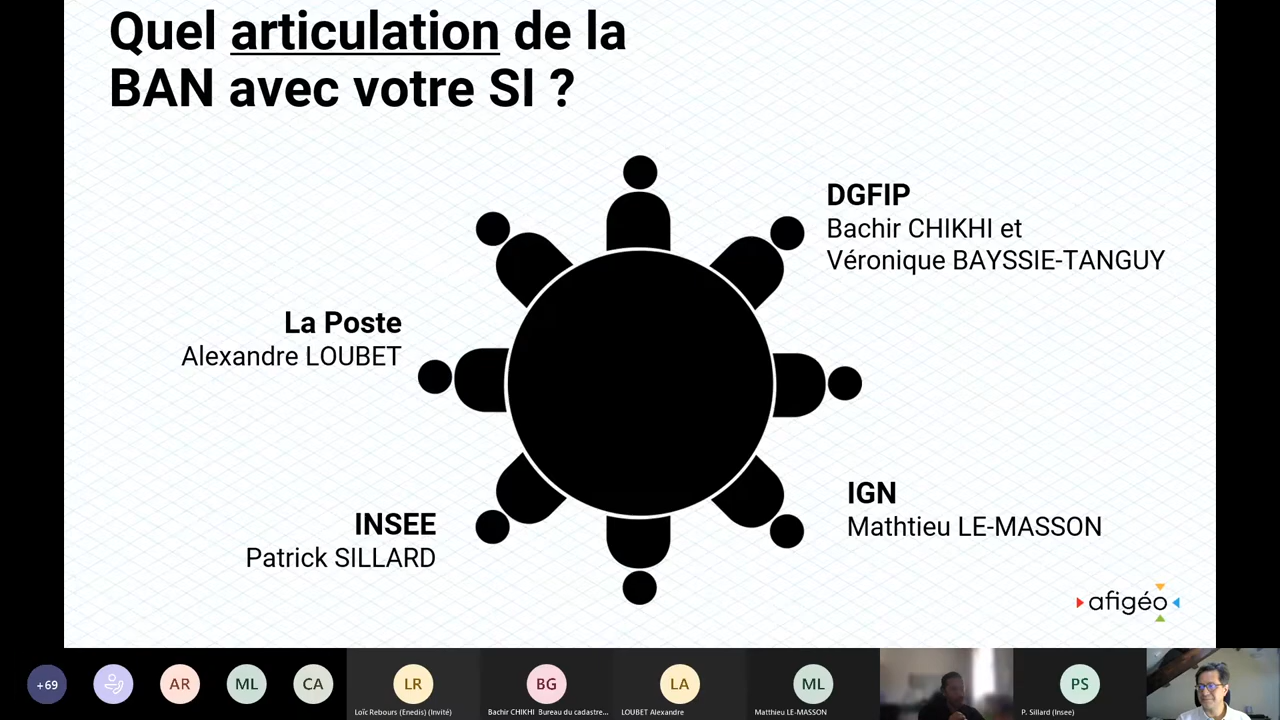 Quel articulation de la
BAN avec votre SI ?
DGFIP
Bachir CHIKHI et
Véronique BAYSSIE-TANGUY
La Poste
Alexandre LOUBET
IGN
Mathtieu LE-MASSON
INSEE
Patrick SILLARD
afigéo
+69
AR
ML
CA
LR
BG
LA
ML
PS
Loïc Rebours (Enedis) (Invité)
Bachir CHIKHI Bureau du cadastre...
LOUBET Alexandre
Matthieu LE-MASSON
P. Sillard (Insee)